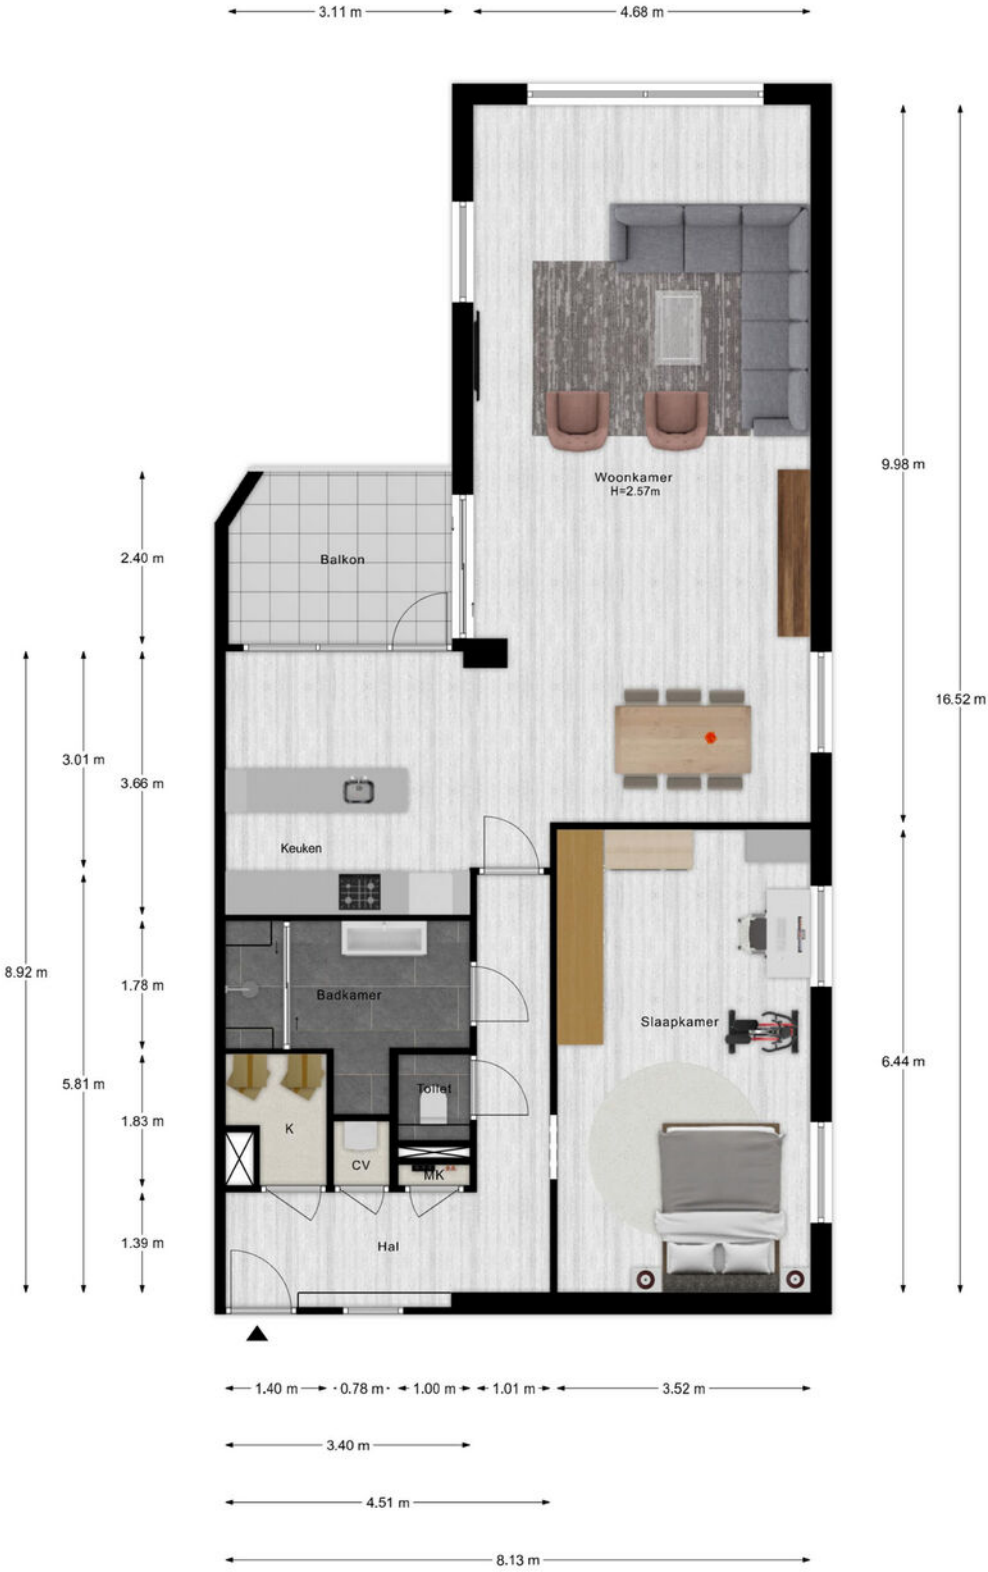 3.11 m
4.68 m
Woonkamer
H=2.57m
9.98 m
2.40 m
Balkon
16.52 m
3.01 m
3.66 m
Keuken
8.92 m
1.78 m
Badkamer
Slaapkamer
6.44 m
5.81 m
Toilet
1.83 m
K
CV
MK
1.39 m
Hal
1.40 m
0.78 m
1.00 m
1.01 m
3.52 m
3.40 m
4.51 m
8.13 m